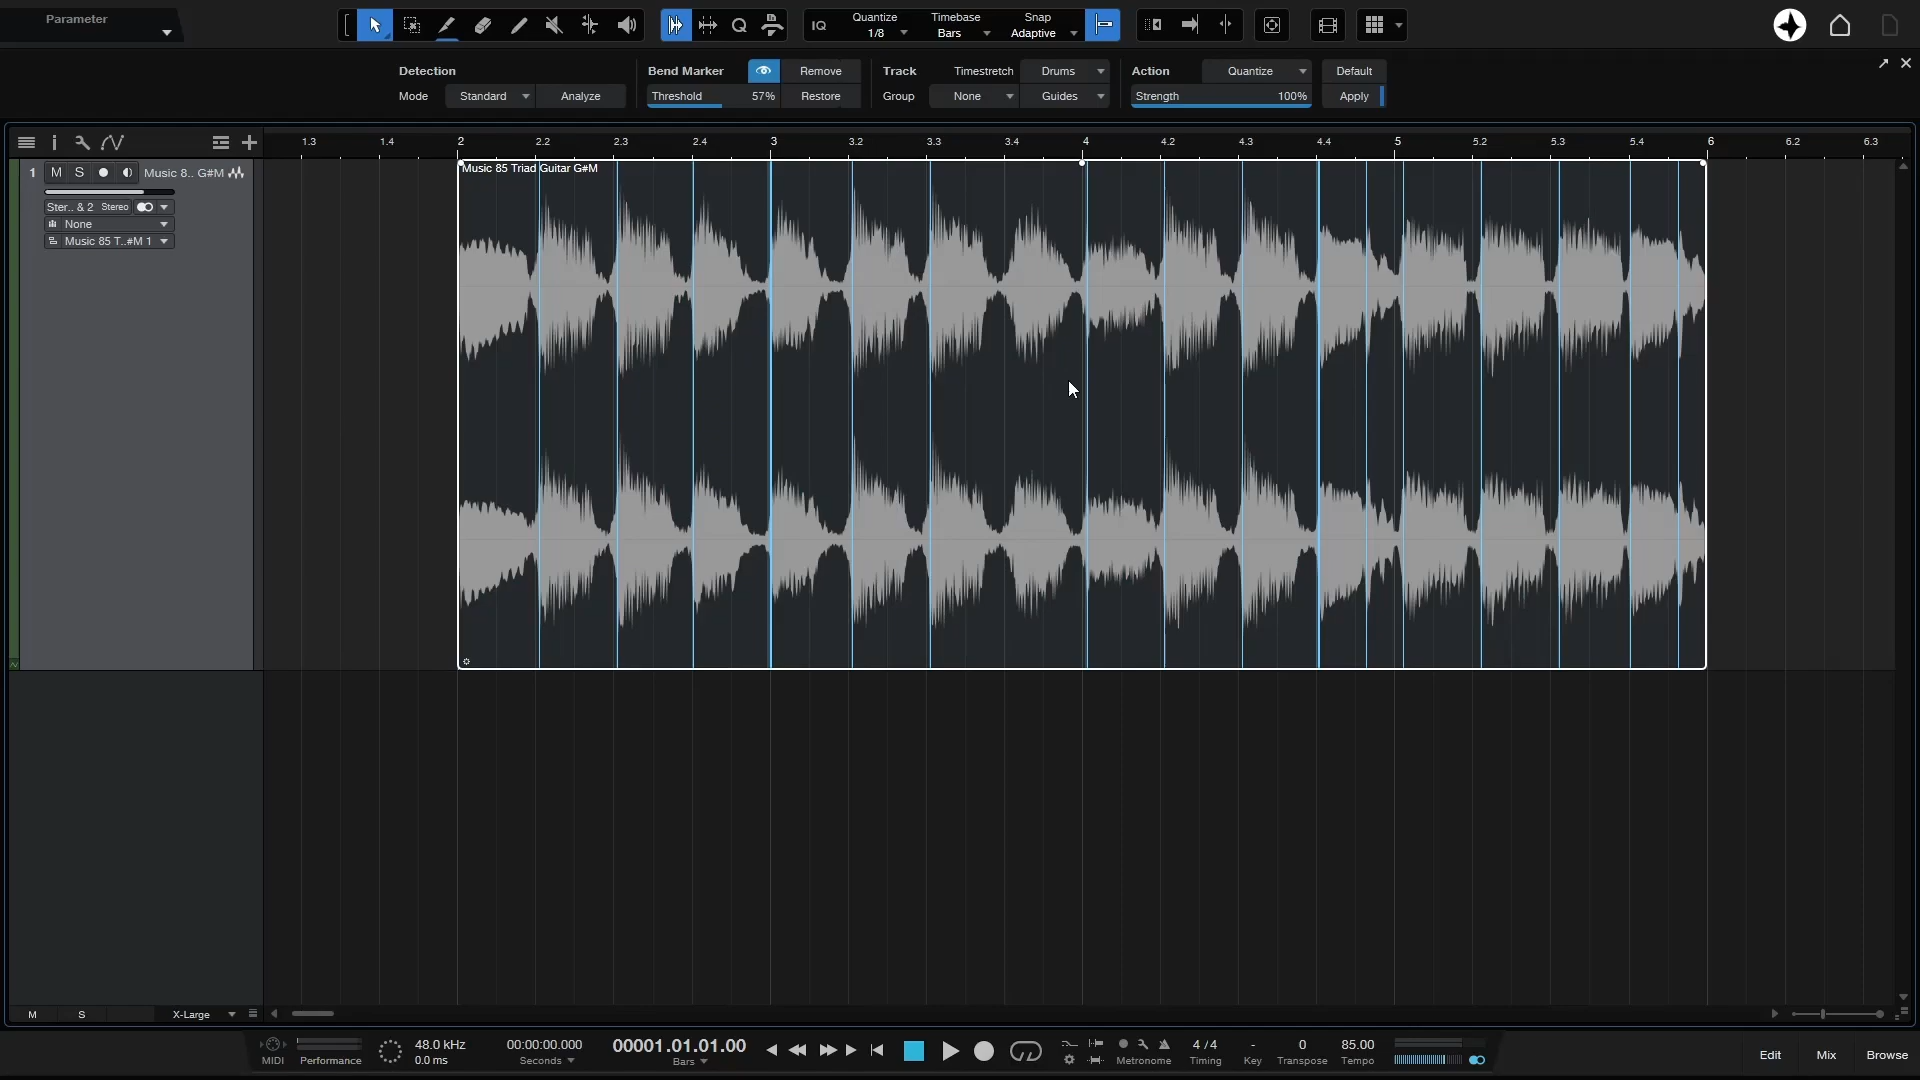 Parameter
IQ
Quantize
1/8
Timebase
Bars
Snap
Adaptive
Detection
Mode
Standard
Analyze
Bend Marker
Remove
Threshold
57%
Restore
Track
Timestretch
Drums
Group
None
Guides
Action
Quantize
Default
Strength
100%
Apply
1.3 1.4 2 2.2 2.3 2.4 3 3.2 3.3 3.4 4 4.2 4.3 4.4 5 5.2 5.3 5.4 6 6.2 6.3
1 M S Music 8.. G#M
Ster.. & 2 Stereo
None
Music 85 T..#M 1
Music 85 Triad Guitar G#M
M S X-Large
MIDI
Performance
48.0 kHz
0.0 ms
00:00:00.000
Seconds
00001.01.01.00
Bars
Metronome
4 / 4
Timing
-
Key
0
Transpose
85.00
Tempo
Edit
Mix
Browse